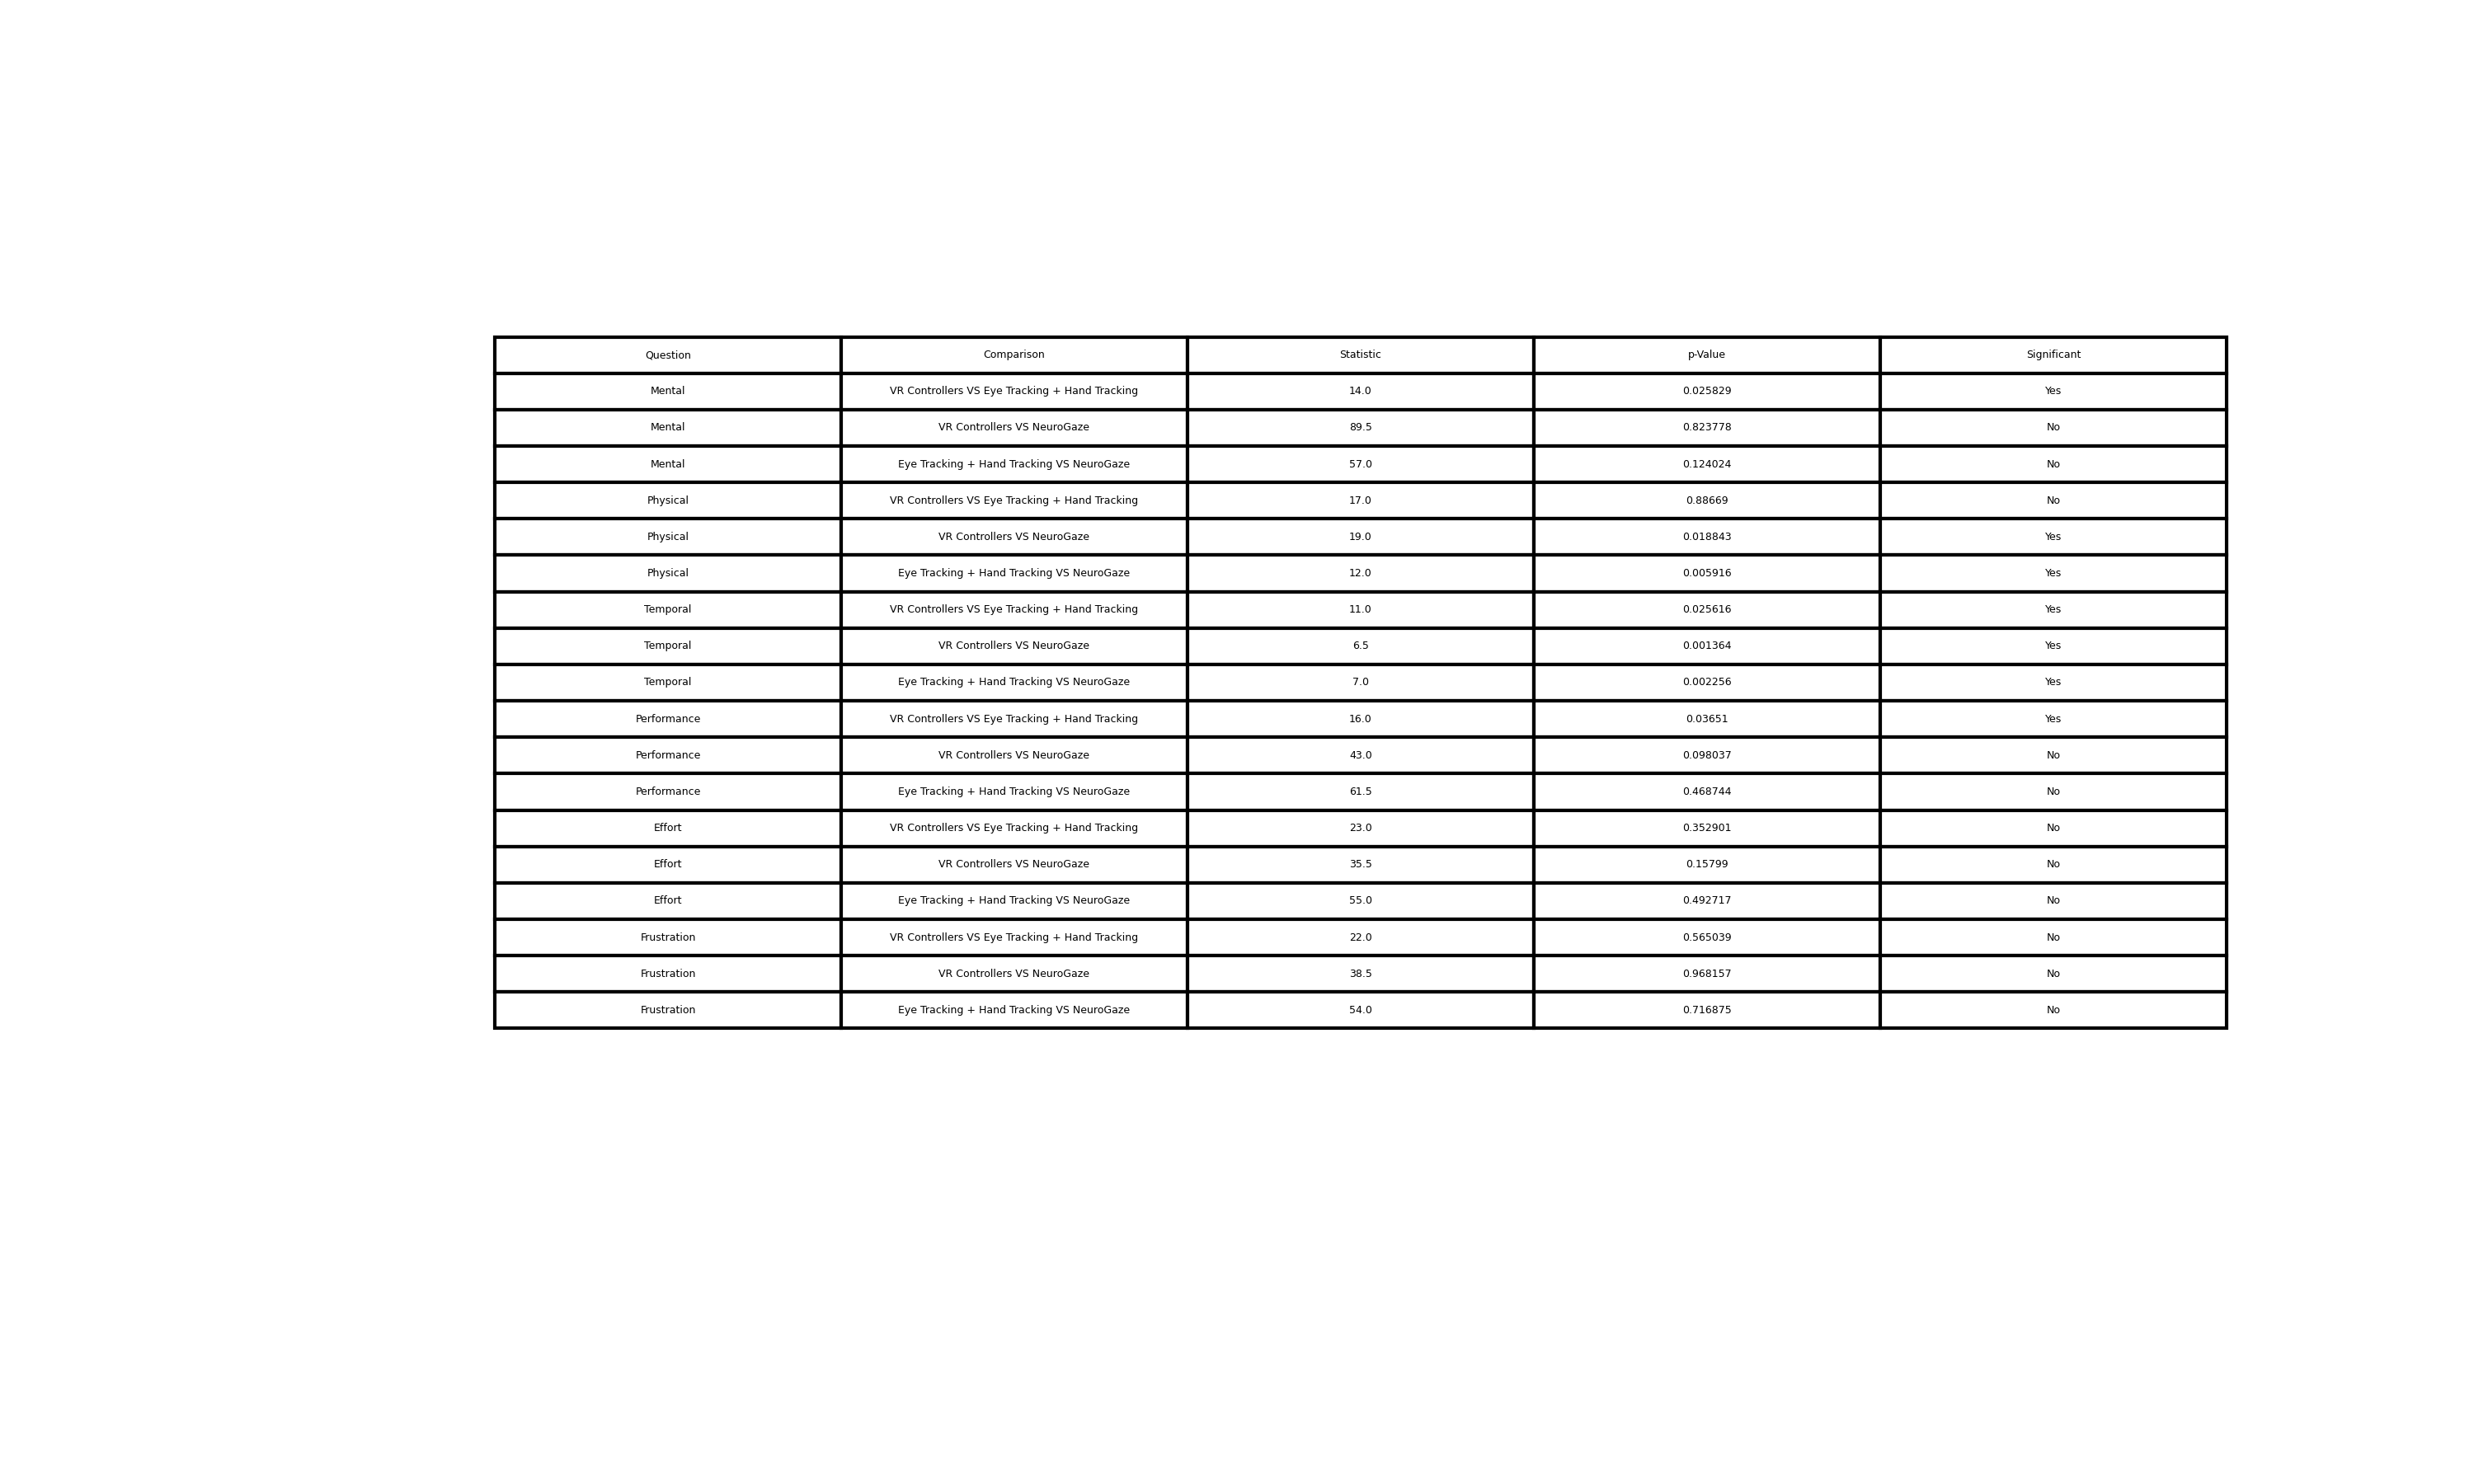 Question Comparison Statistic p-Value Significant
Mental VR Controllers VS Eye Tracking + Hand Tracking 14.0 0.025829 Yes
Mental VR Controllers VS NeuroGaze 89.5 0.823778 No
Mental Eye Tracking + Hand Tracking VS NeuroGaze 57.0 0.124024 No
Physical VR Controllers VS Eye Tracking + Hand Tracking 17.0 0.88669 No
Physical VR Controllers VS NeuroGaze 19.0 0.018843 Yes
Physical Eye Tracking + Hand Tracking VS NeuroGaze 12.0 0.005916 Yes
Temporal VR Controllers VS Eye Tracking + Hand Tracking 11.0 0.025616 Yes
Temporal VR Controllers VS NeuroGaze 6.5 0.001364 Yes
Temporal Eye Tracking + Hand Tracking VS NeuroGaze 7.0 0.002256 Yes
Performance VR Controllers VS Eye Tracking + Hand Tracking 16.0 0.03651 Yes
Performance VR Controllers VS NeuroGaze 43.0 0.098037 No
Performance Eye Tracking + Hand Tracking VS NeuroGaze 61.5 0.468744 No
Effort VR Controllers VS Eye Tracking + Hand Tracking 23.0 0.352901 No
Effort VR Controllers VS NeuroGaze 35.5 0.15799 No
Effort Eye Tracking + Hand Tracking VS NeuroGaze 55.0 0.492717 No
Frustration VR Controllers VS Eye Tracking + Hand Tracking 22.0 0.565039 No
Frustration VR Controllers VS NeuroGaze 38.5 0.968157 No
Frustration Eye Tracking + Hand Tracking VS NeuroGaze 54.0 0.716875 No